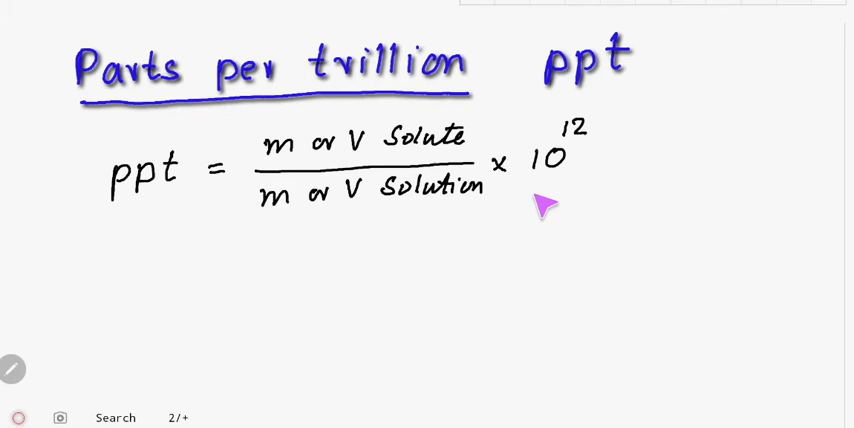 Parts per trillion ppt
ppt = m or V Solute / m or V Solution × 10^12
Search 2/+